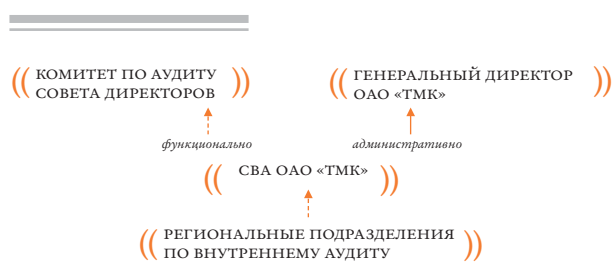 КОМИТЕТ ПО АУДИТУ
СОВЕТА ДИРЕКТОРОВ
ГЕНЕРАЛЬНЫЙ ДИРЕКТОР
ОАО «ТМК»
функционально
административно
СВА ОАО «ТМК»
РЕГИОНАЛЬНЫЕ ПОДРАЗДЕЛЕНИЯ
ПО ВНУТРЕННЕМУ АУДИТУ